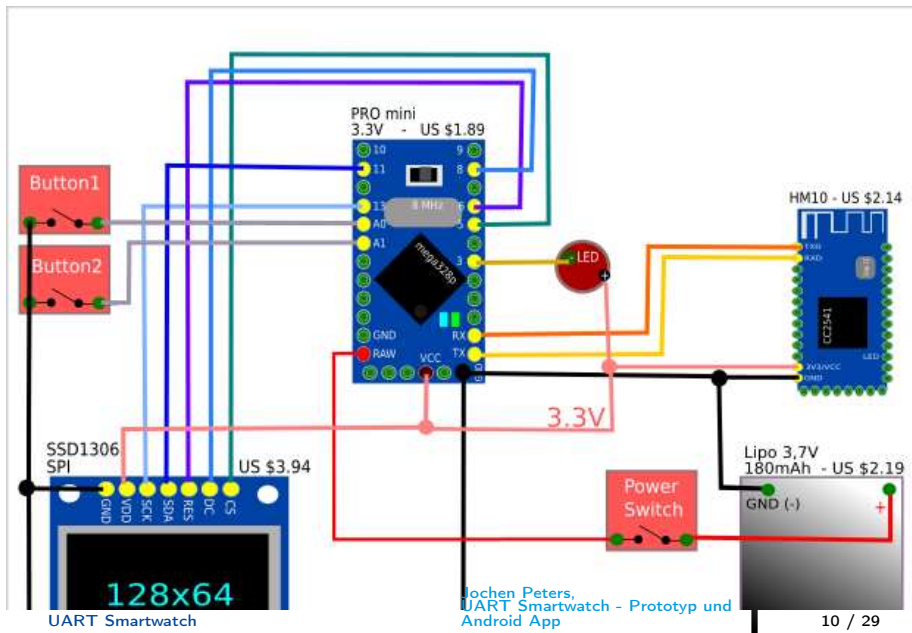 PRO mini
3.3V - US $1.89
10
9
11
8
Button1
13
8 MHz
6
A0
5
A1
mega328p
3
LED
HM10 - US $2.14
TXD
RXD
CC2541
LED
3V3/VCC
GND
Button2
GND
RX
RAW
VCC
TX
3.3V
SSD1306
SPI
US $3.94
GND
VDD
SCK
SDA
RES
DC
CS
128x64
Power
Switch
Lipo 3,7V
180mAh - US $2.19
GND (-)
+
UART Smartwatch
Jochen Peters,
UART Smartwatch - Prototyp und
Android App
10 / 29